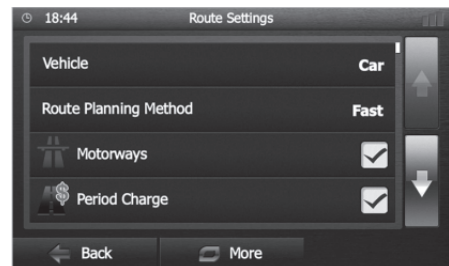 18:44 Route Settings
Vehicle Car
Route Planning Method Fast
Motorways
Period Charge
Back More